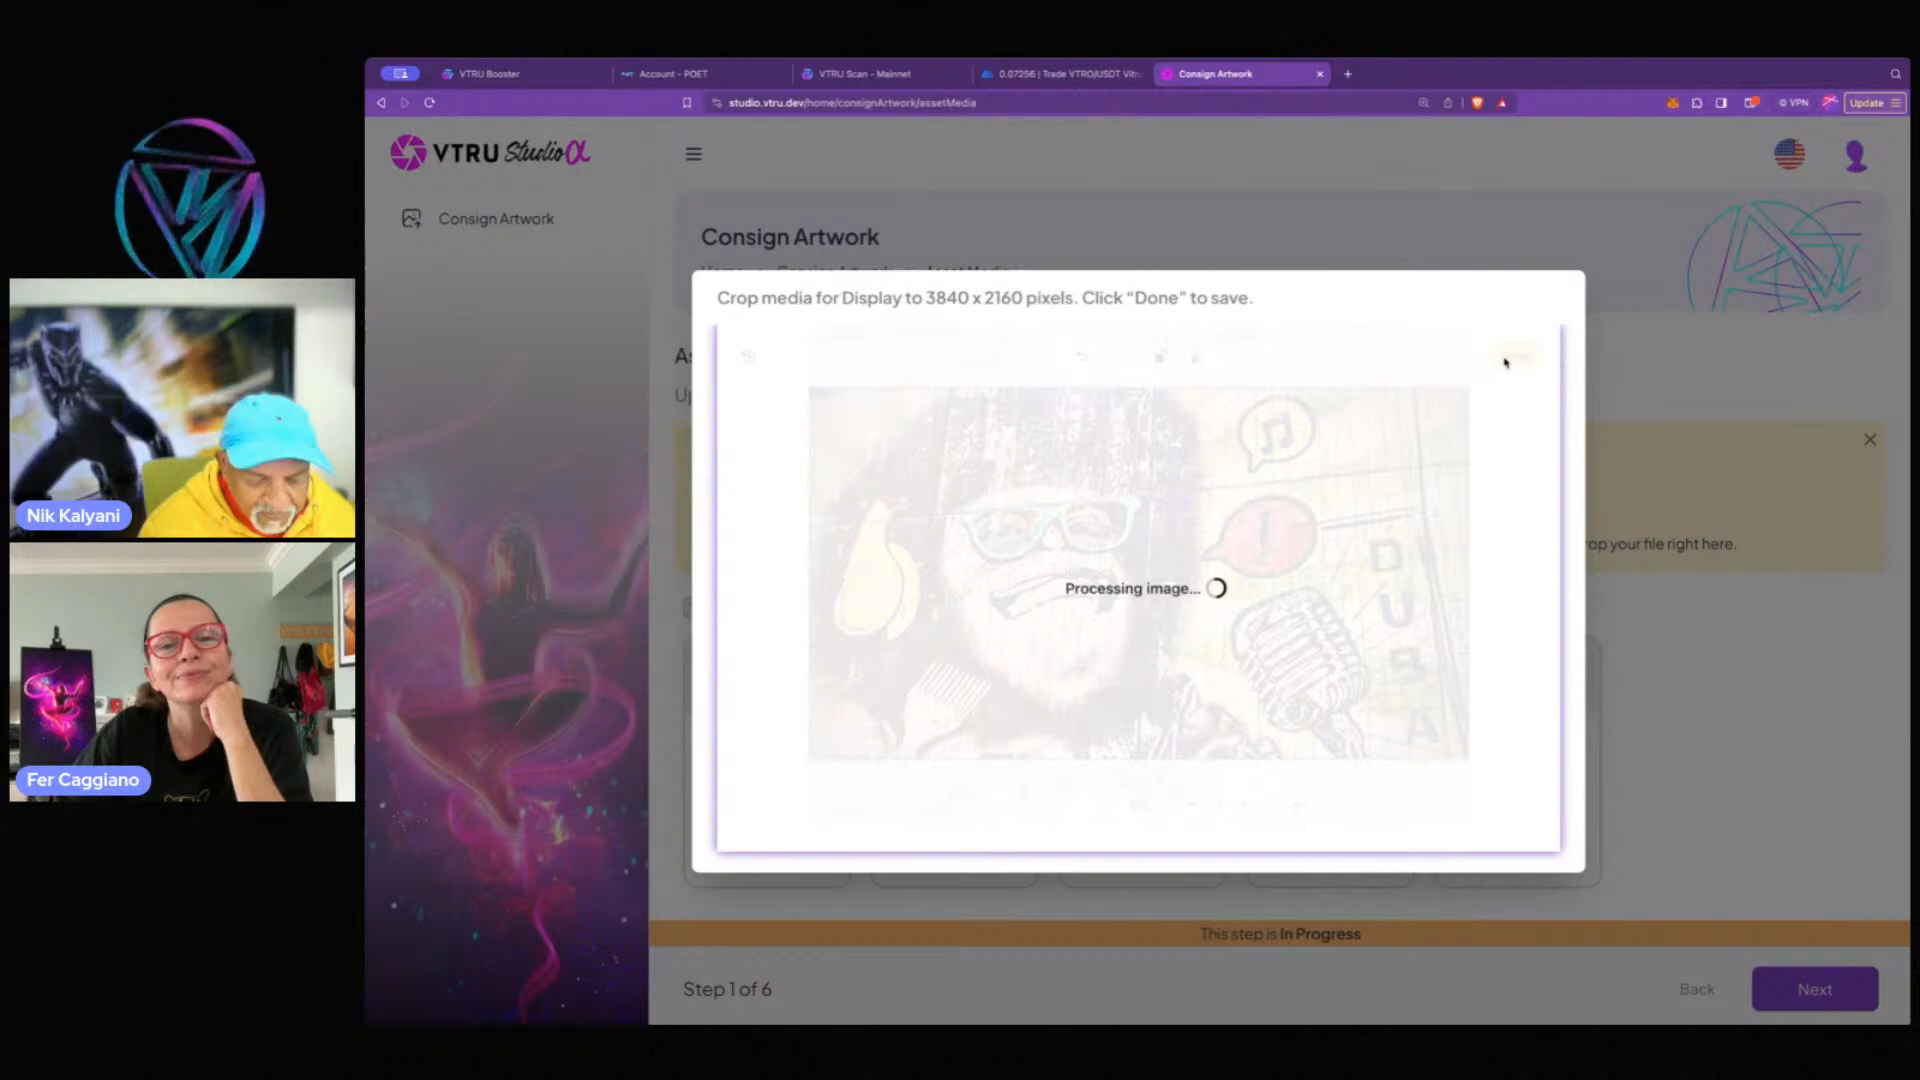 VTRU Booster
Account - POET
VTRU Scan - Mainnet
0.07256 | Trade VTRO/USDT Vitr
Consign Artwork
studio.vtru.dev/home/consignArtwork/assetMedia
VPN
Update
VTRU Studio α
Consign Artwork
Consign Artwork
Crop media for Display to 3840 x 2160 pixels. Click “Done” to save.
Processing image...
DUSA
op your file right here.
This step is In Progress
Step 1 of 6
Back
Next
Nik Kalyani
Fer Caggiano